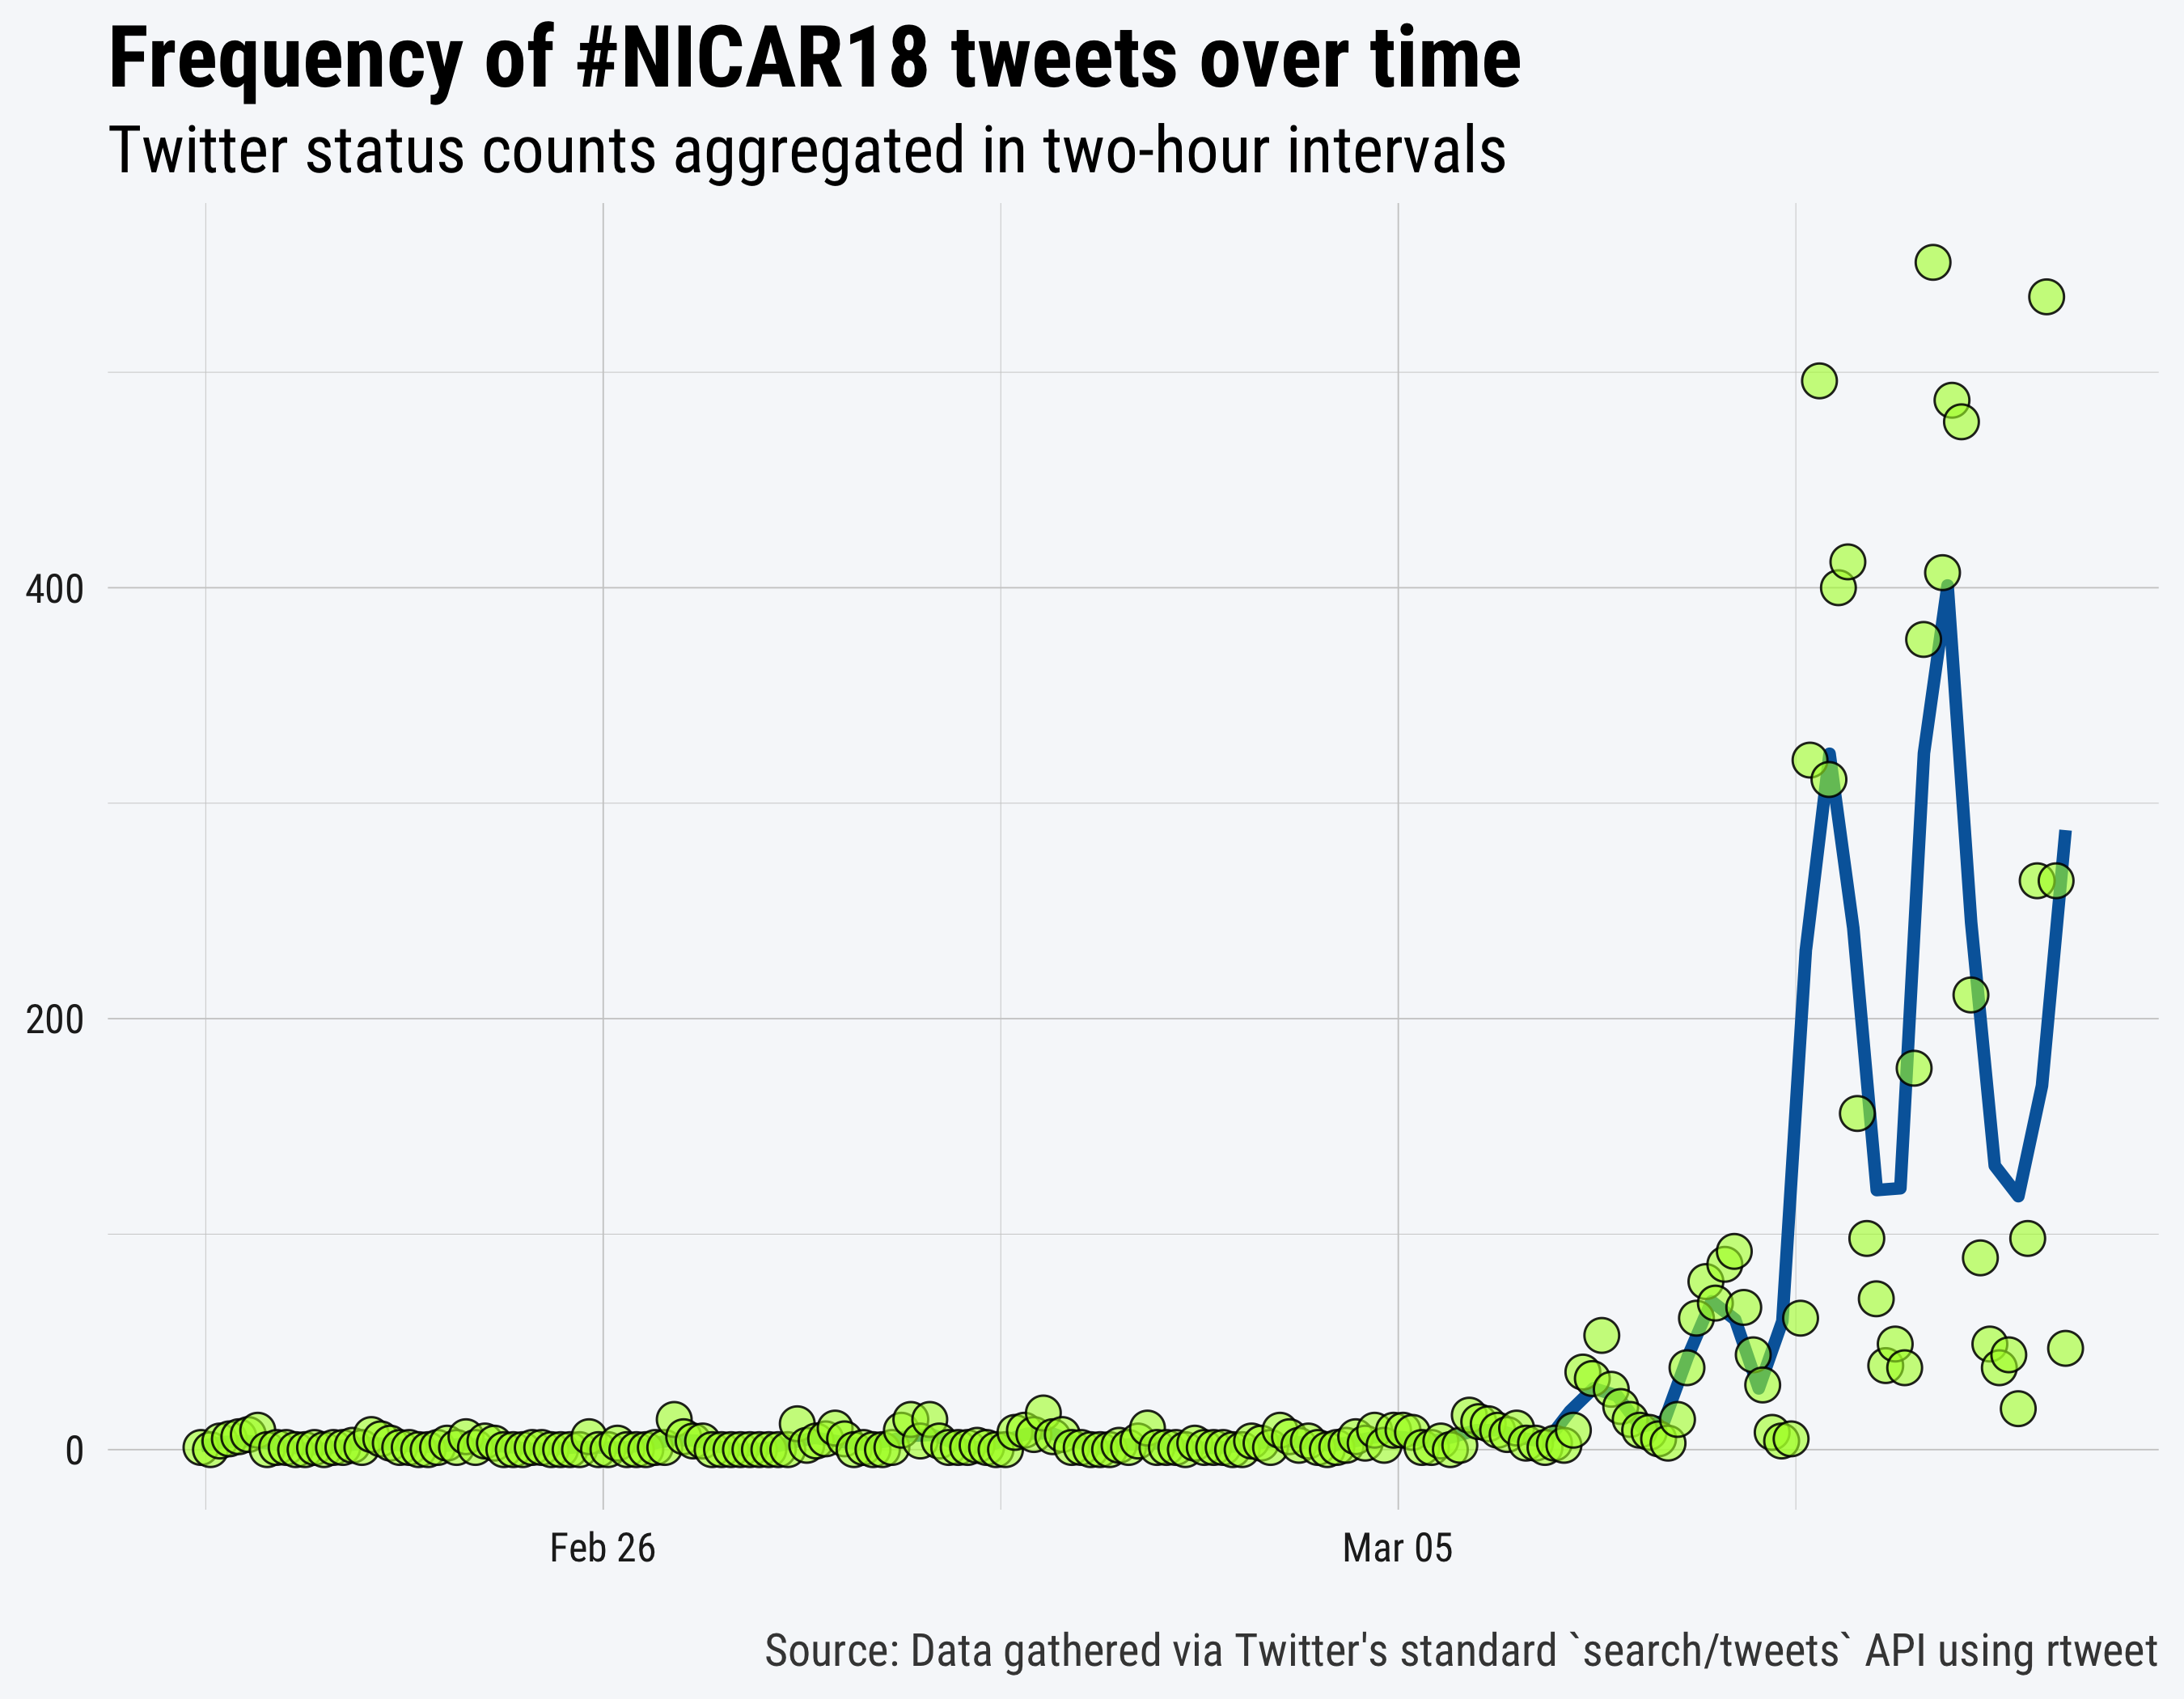 Frequency of #NICAR18 tweets over time
Twitter status counts aggregated in two-hour intervals
400
200
0
Feb 26
Mar 05
Source: Data gathered via Twitter's standard `search/tweets` API using rtweet